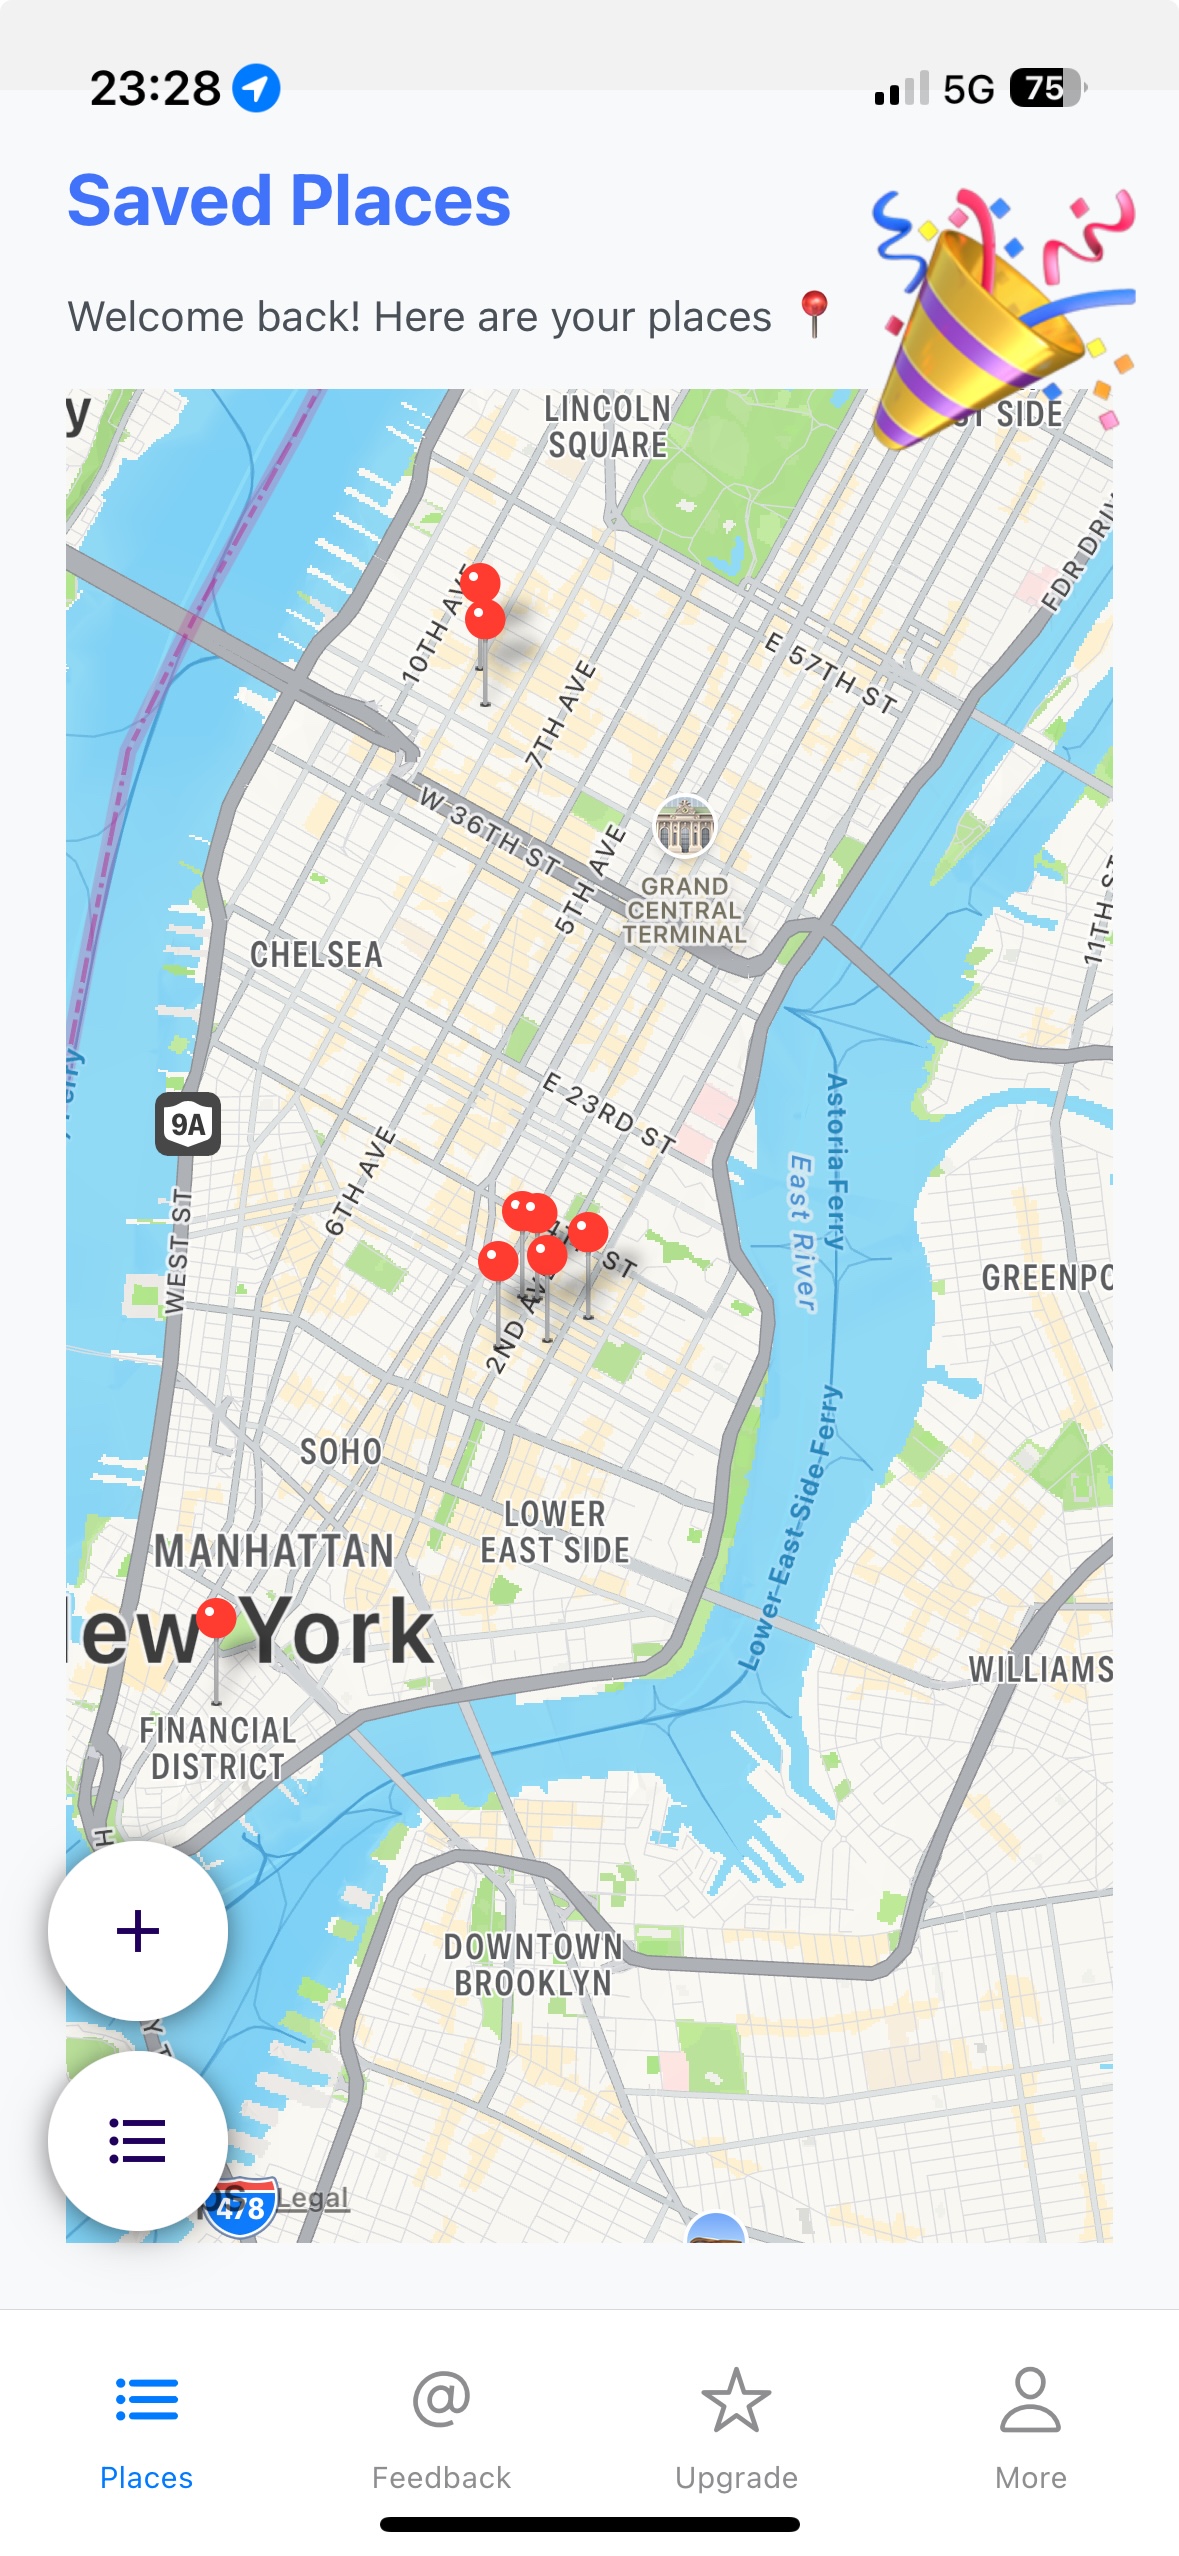 23:28
5G
75
Saved Places
Welcome back! Here are your places
y
LINCOLN
SQUARE
ST SIDE
FDR DRIV
10TH AVE
E 57TH ST
7TH AVE
W 36TH ST
5TH AVE
GRAND
CENTRAL
TERMINAL
11TH ST
CHELSEA
Ferry
E 23RD ST
9A
6TH AVE
Astoria Ferry
East River
WEST ST
ST
2ND AV
GREENPO
SOHO
LOWER
EAST SIDE
Lower East Side Ferry
MANHATTAN
ew York
WILLIAMS
FINANCIAL
DISTRICT
H
DOWNTOWN
BROOKLYN
Y T
478
Legal
Places
Feedback
Upgrade
More